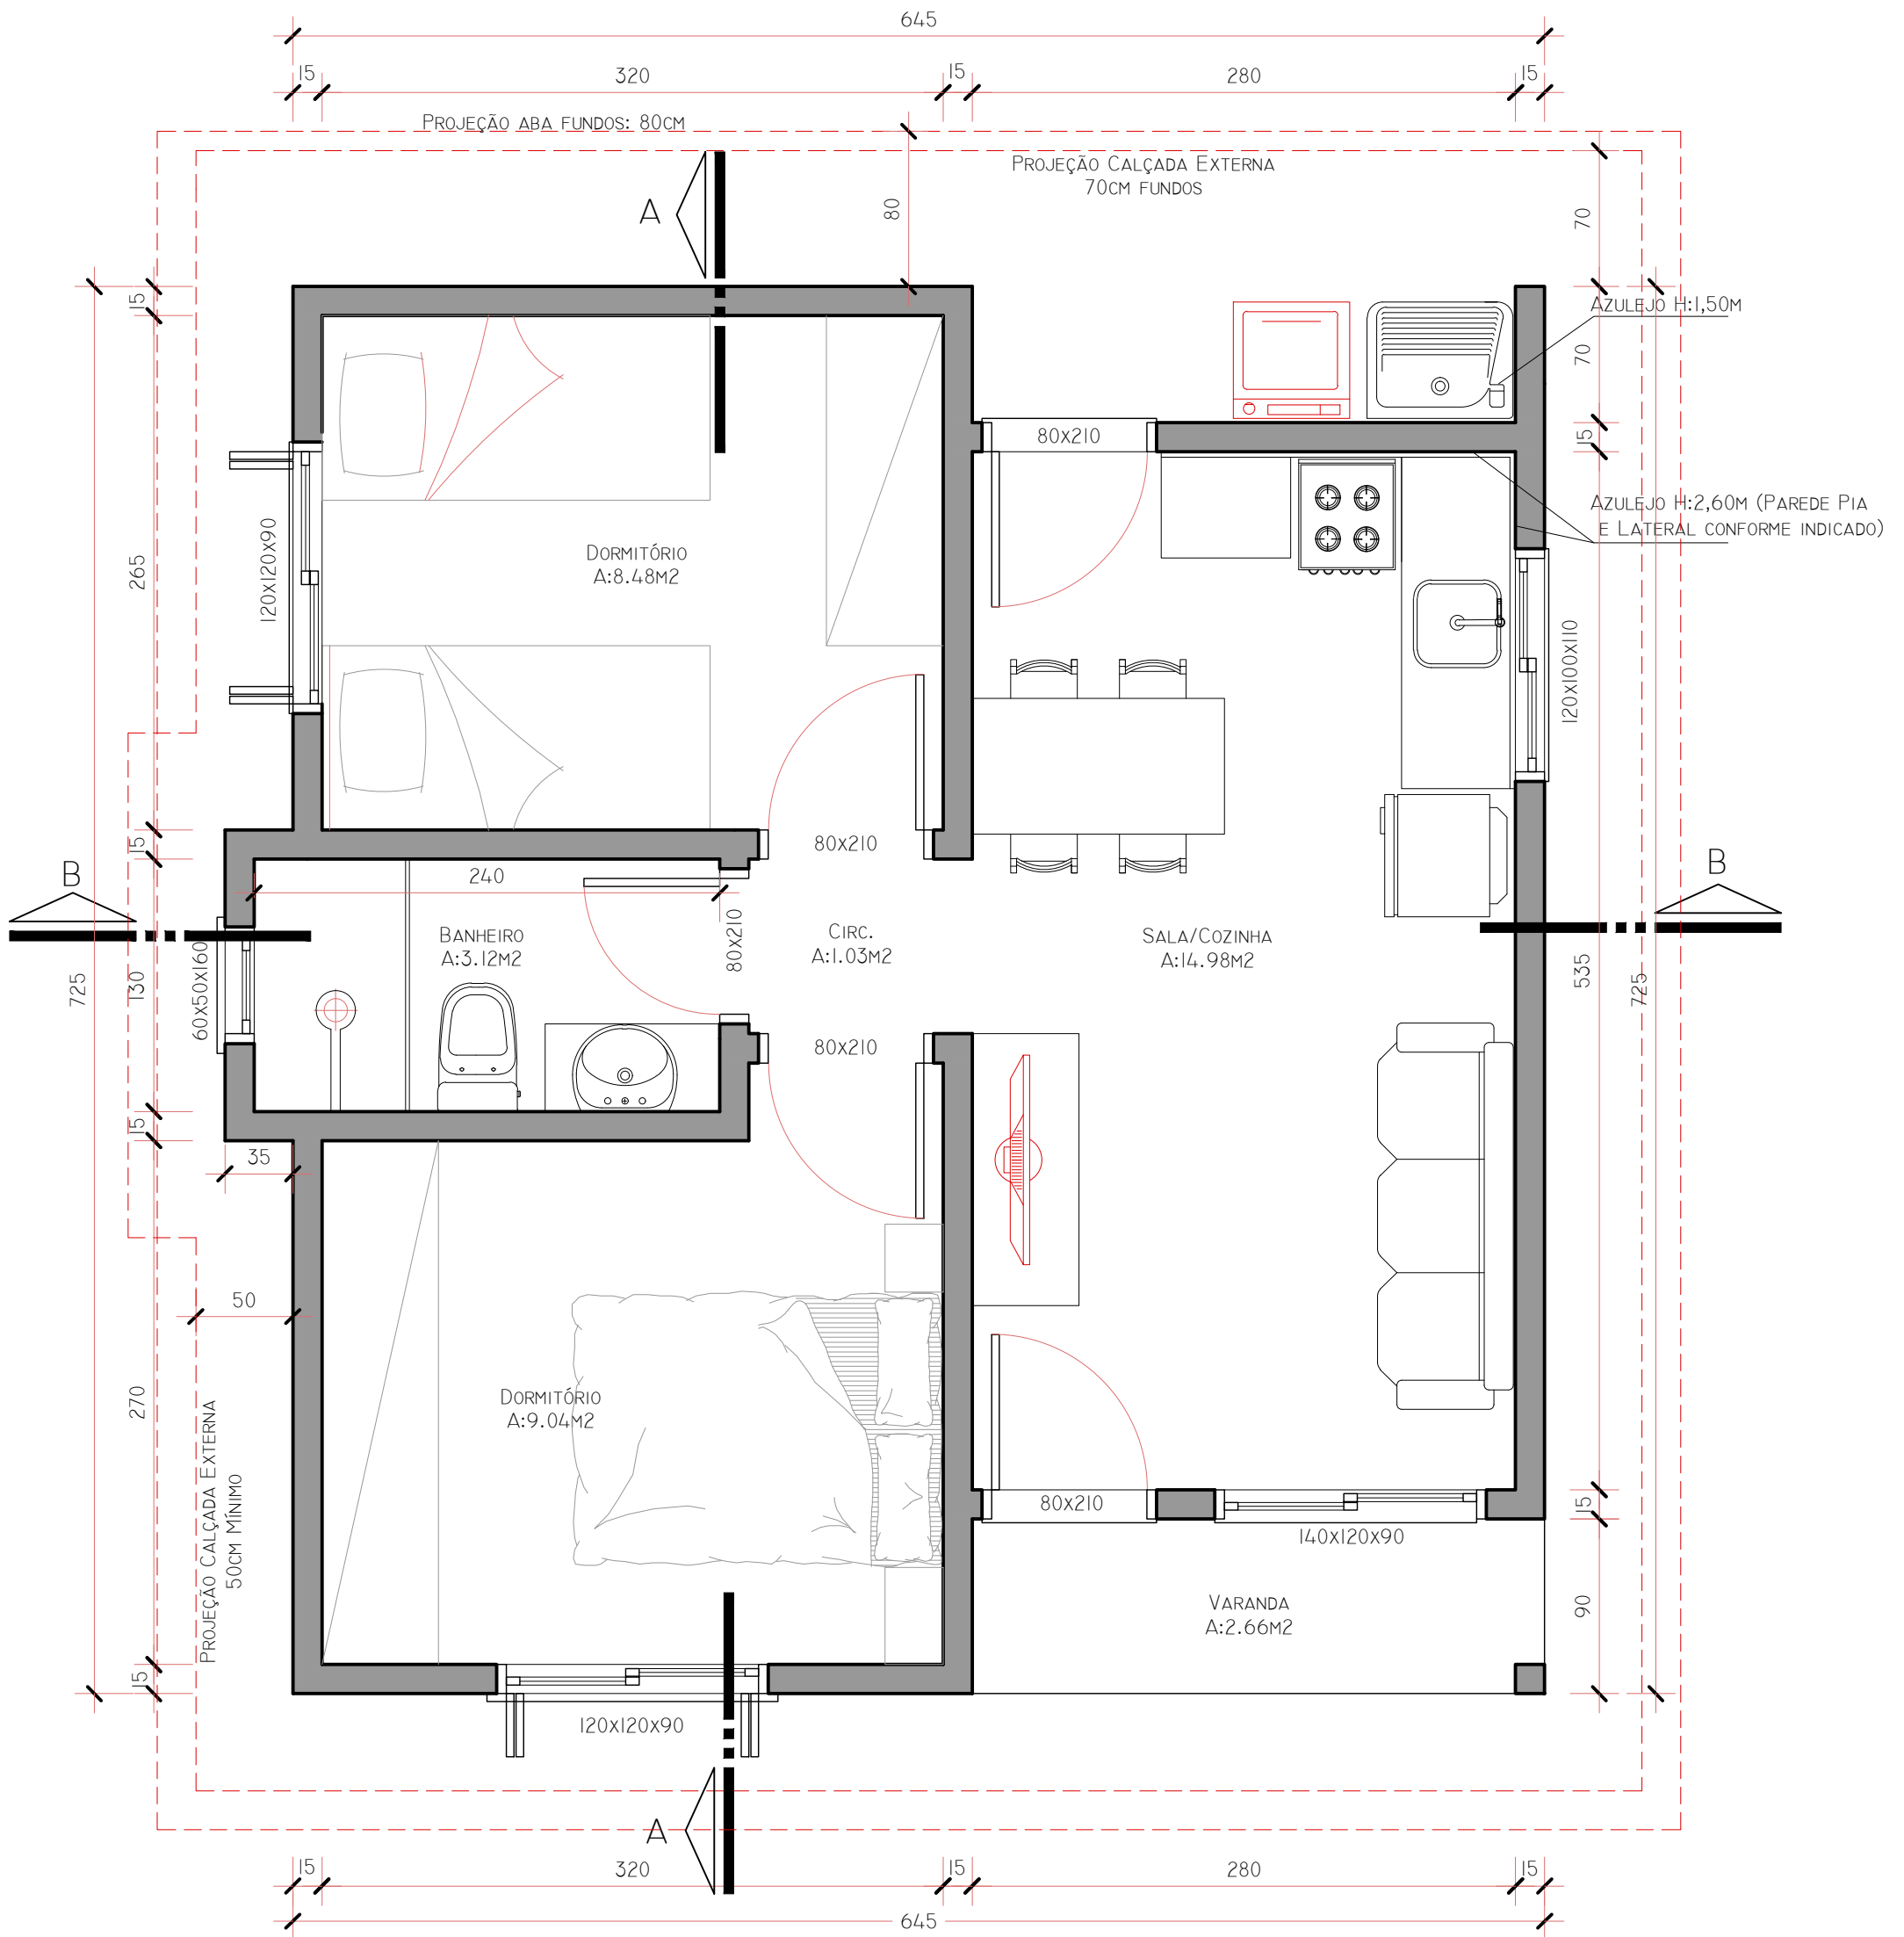 645
15
320
15
280
15
Projeção aba fundos: 80cm
Projeção Calçada Externa
70cm fundos
A
80
70
15
Azulejo H:1,50m
70
80x210
15
Azulejo H:2,60m (Parede Pia
e Lateral conforme indicado)
120x120x90
265
Dormitório
A:8.48m2
120x100x110
15
80x210
B
240
B
Banheiro
A:3.12m2
80x210
Circ.
A:1.03m2
Sala/Cozinha
A:14.98m2
725
130
60x50x160
535
725
80x210
15
35
50
270
Projeção Calçada Externa
50cm Mínimo
Dormitório
A:9.04m2
80x210
15
140x120x90
90
Varanda
A:2.66m2
15
120x120x90
A
15
320
15
280
15
645